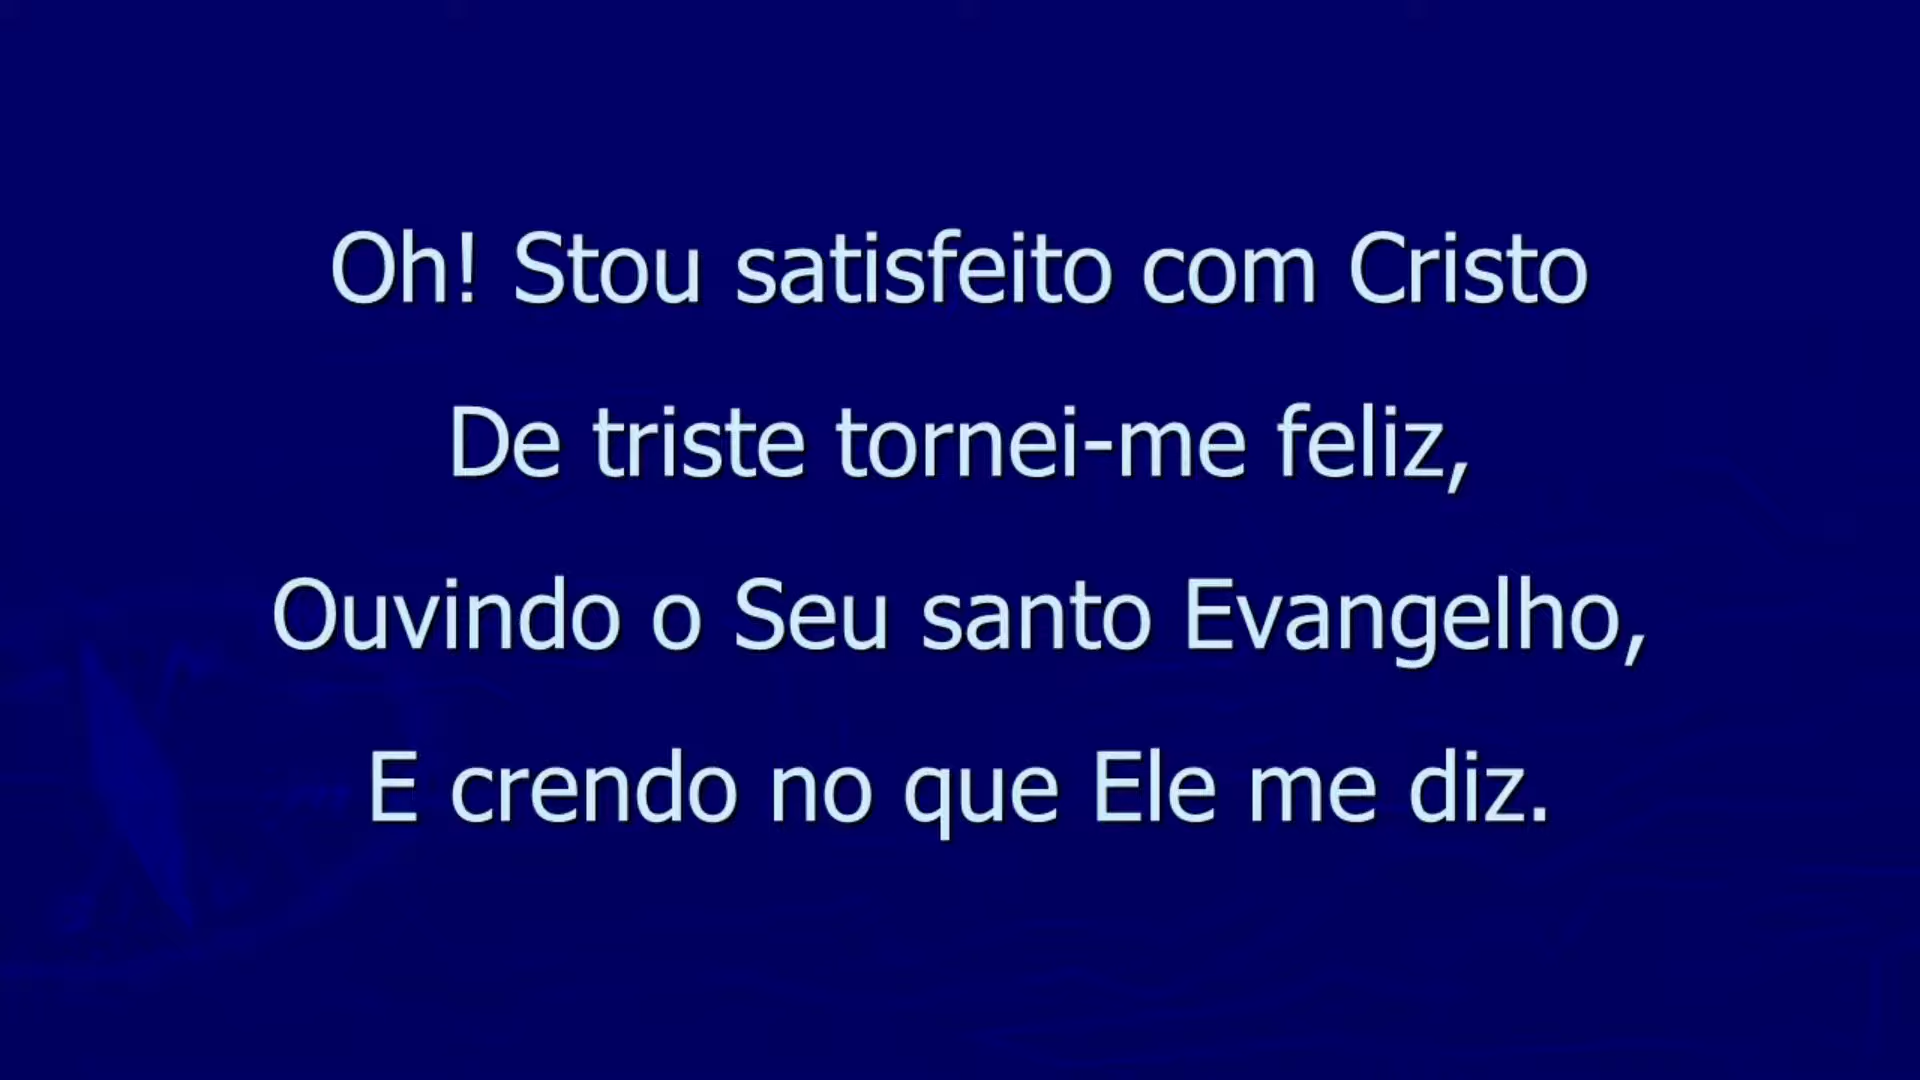 Oh! Stou satisfeito com Cristo
De triste tornei-me feliz,
Ouvindo o Seu santo Evangelho,
E crendo no que Ele me diz.